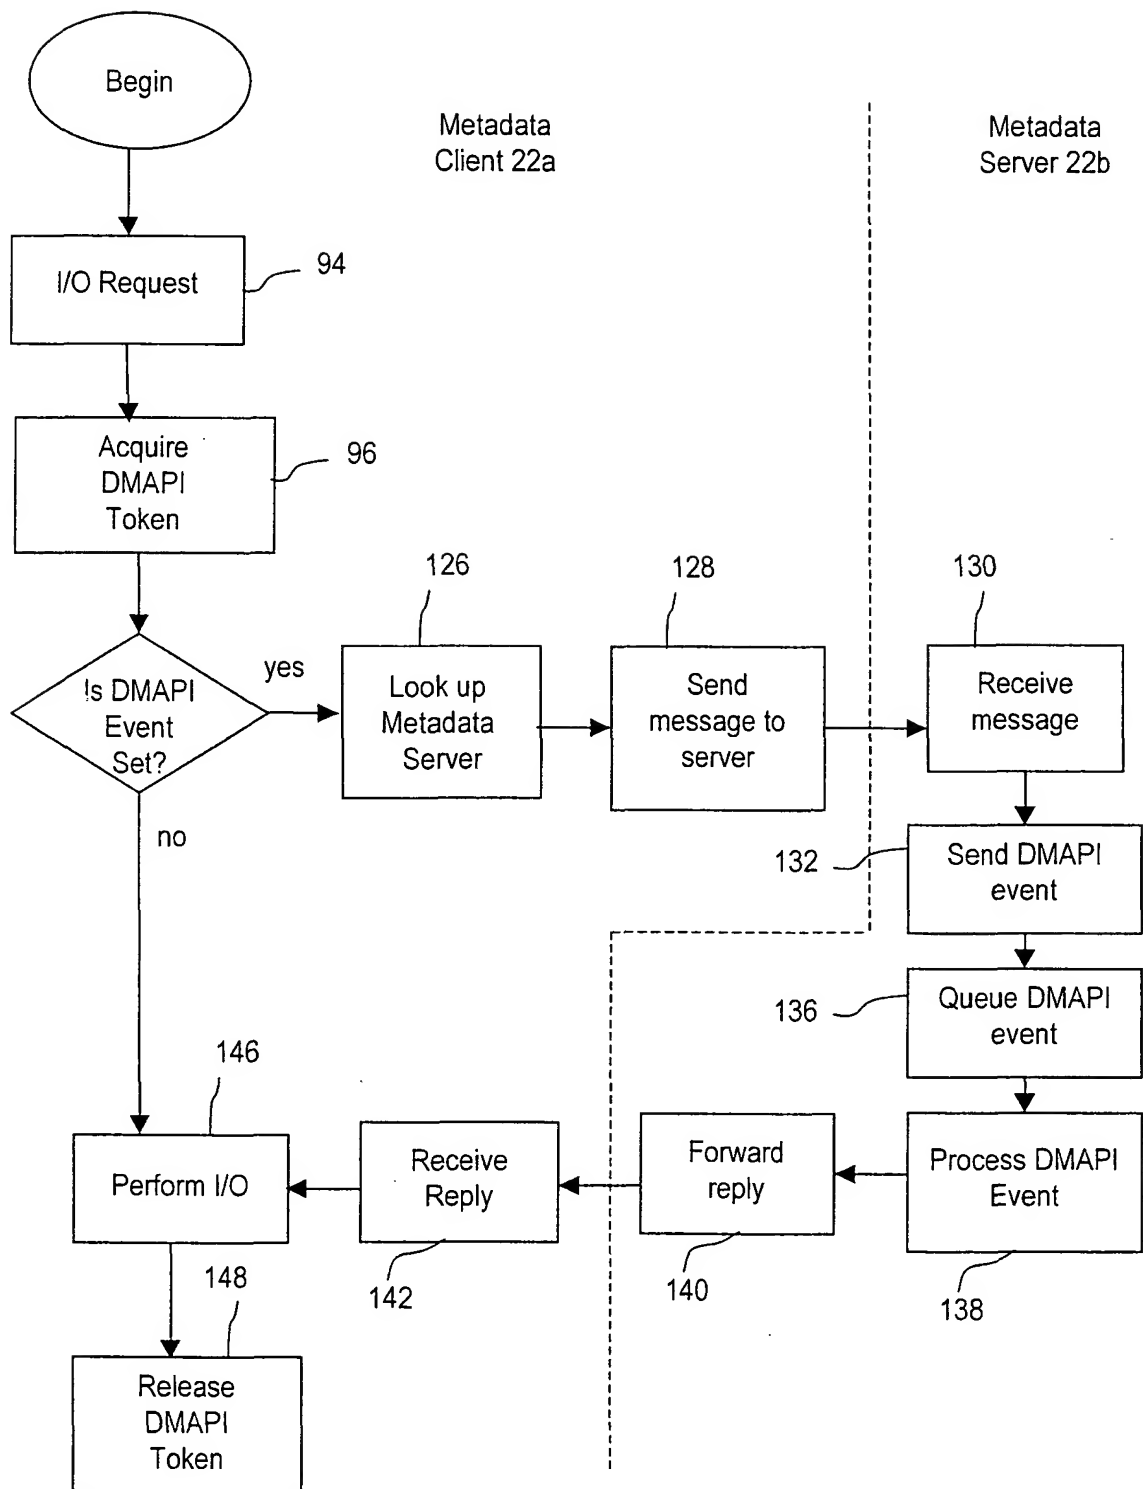 Begin
Metadata
Client 22a
Metadata
Server 22b
I/O Request
94
Acquire
DMAPI
Token
96
Is DMAPI
Event
Set?
yes
no
126
Look up
Metadata
Server
128
Send
message to
server
130
Receive
message
132
Send DMAPI
event
136
Queue DMAPI
event
Process DMAPI
Event
138
Forward
reply
140
Receive
Reply
142
146
Perform I/O
148
Release
DMAPI
Token